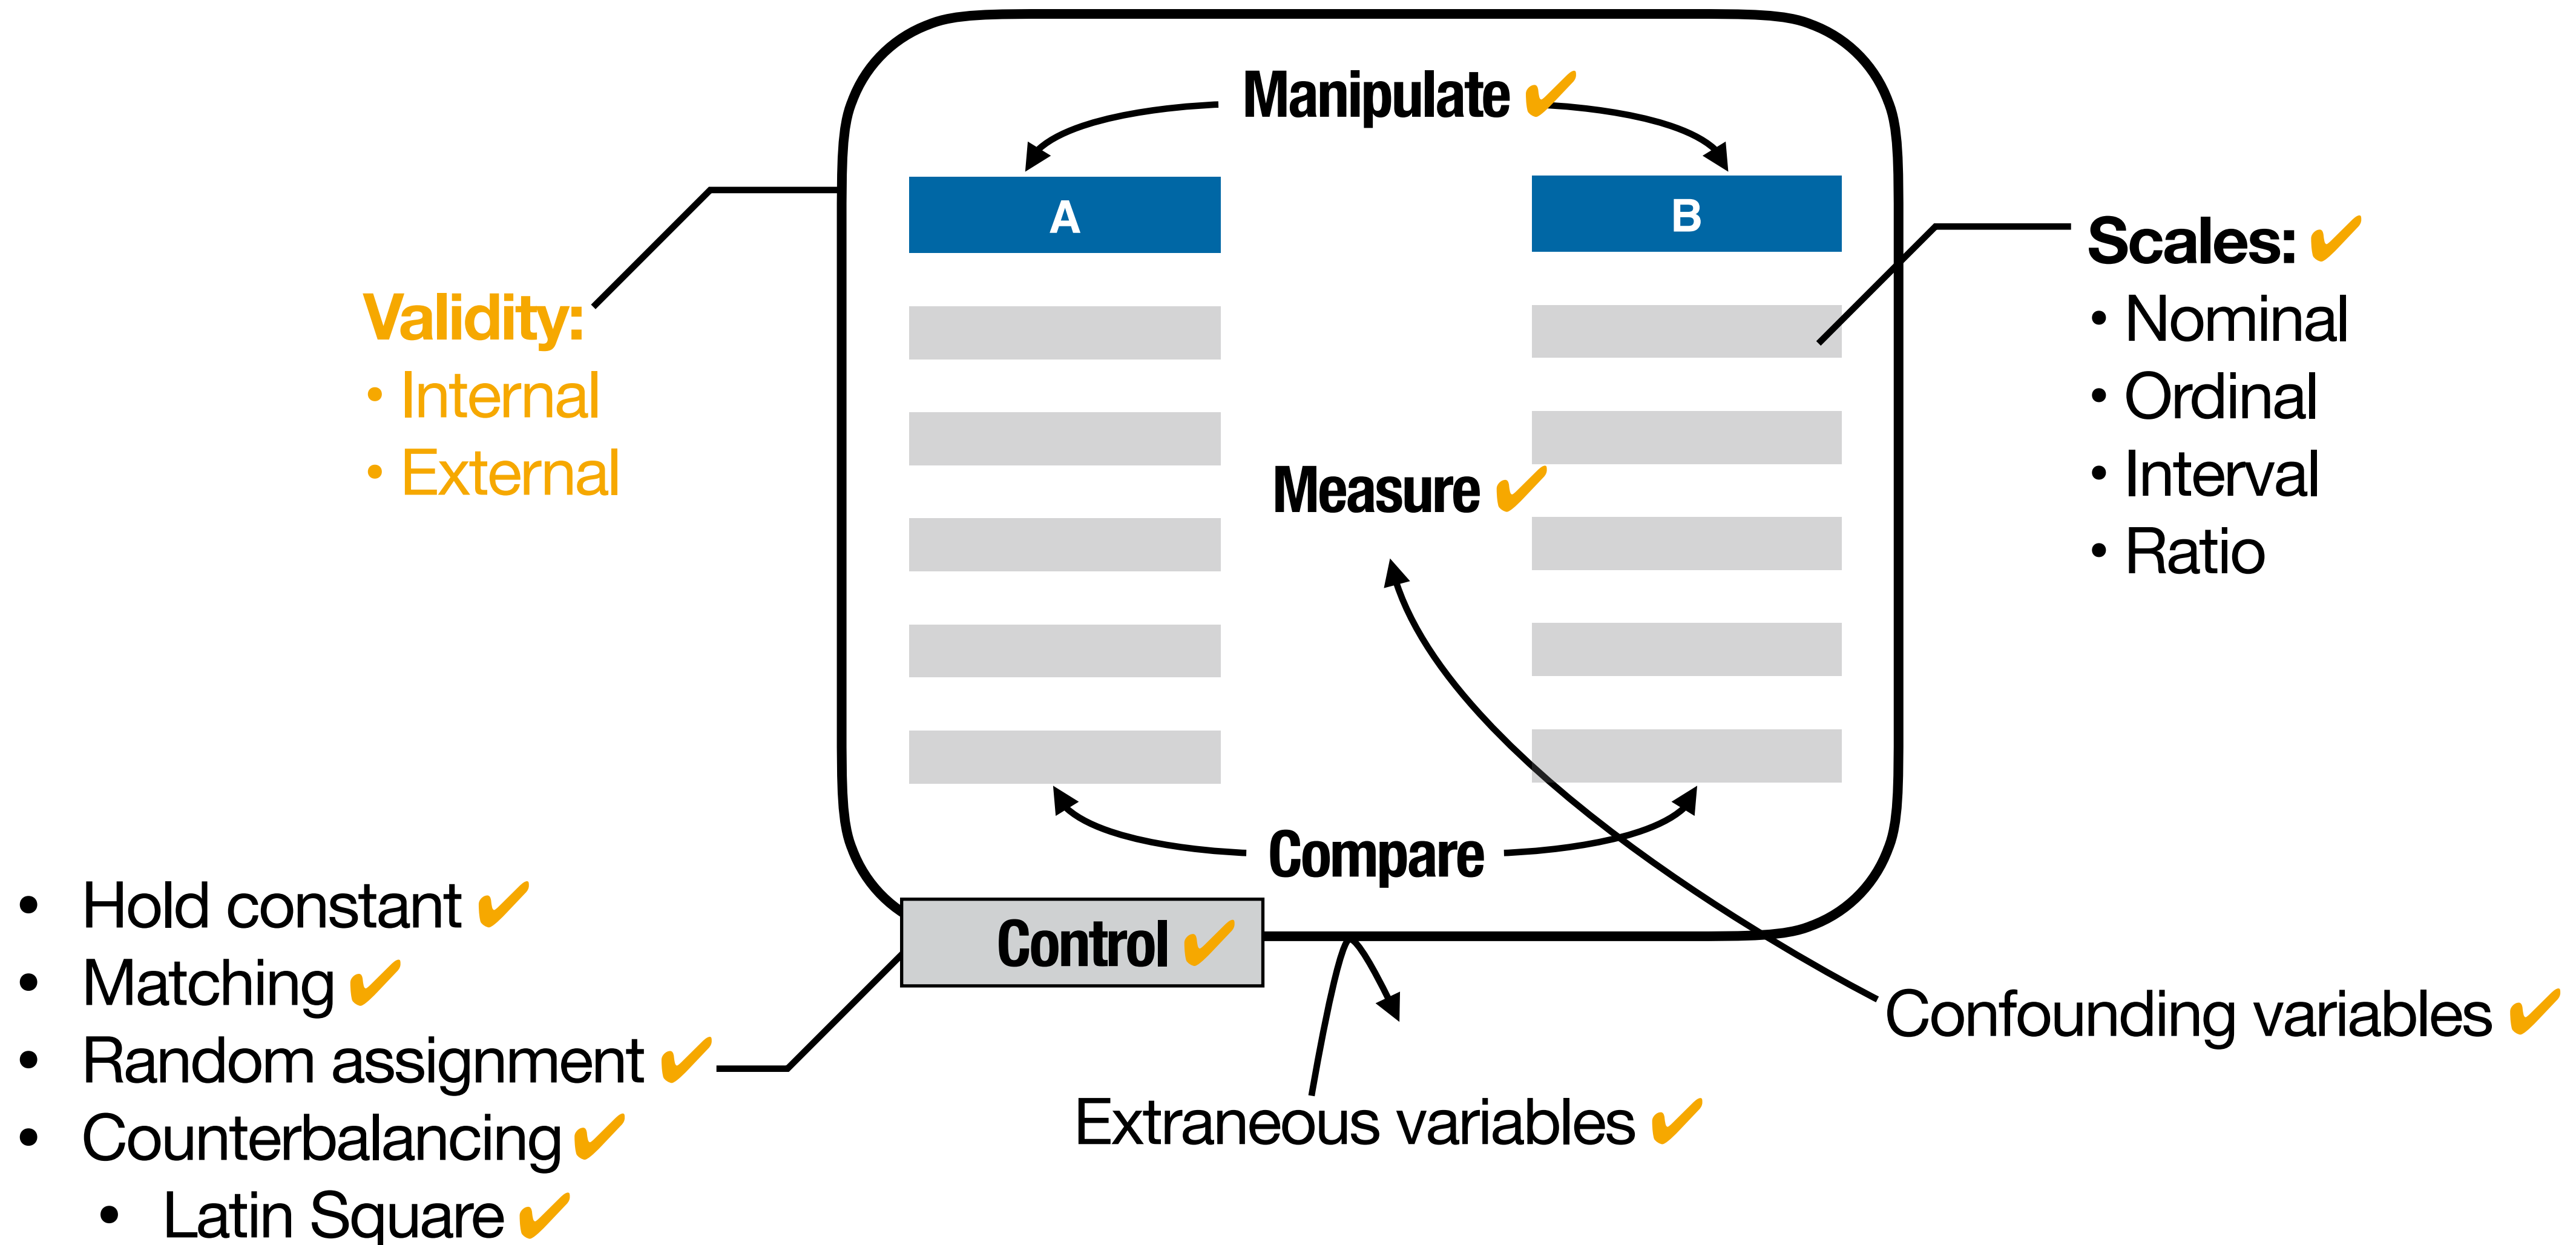 Manipulate ✔
A
B
Validity:
• Internal
• External
Scales: ✔
• Nominal
• Ordinal
• Interval
• Ratio
Measure ✔
Compare
Control ✔
• Hold constant ✔
• Matching ✔
• Random assignment ✔
• Counterbalancing ✔
• Latin Square ✔
Extraneous variables ✔
Confounding variables ✔